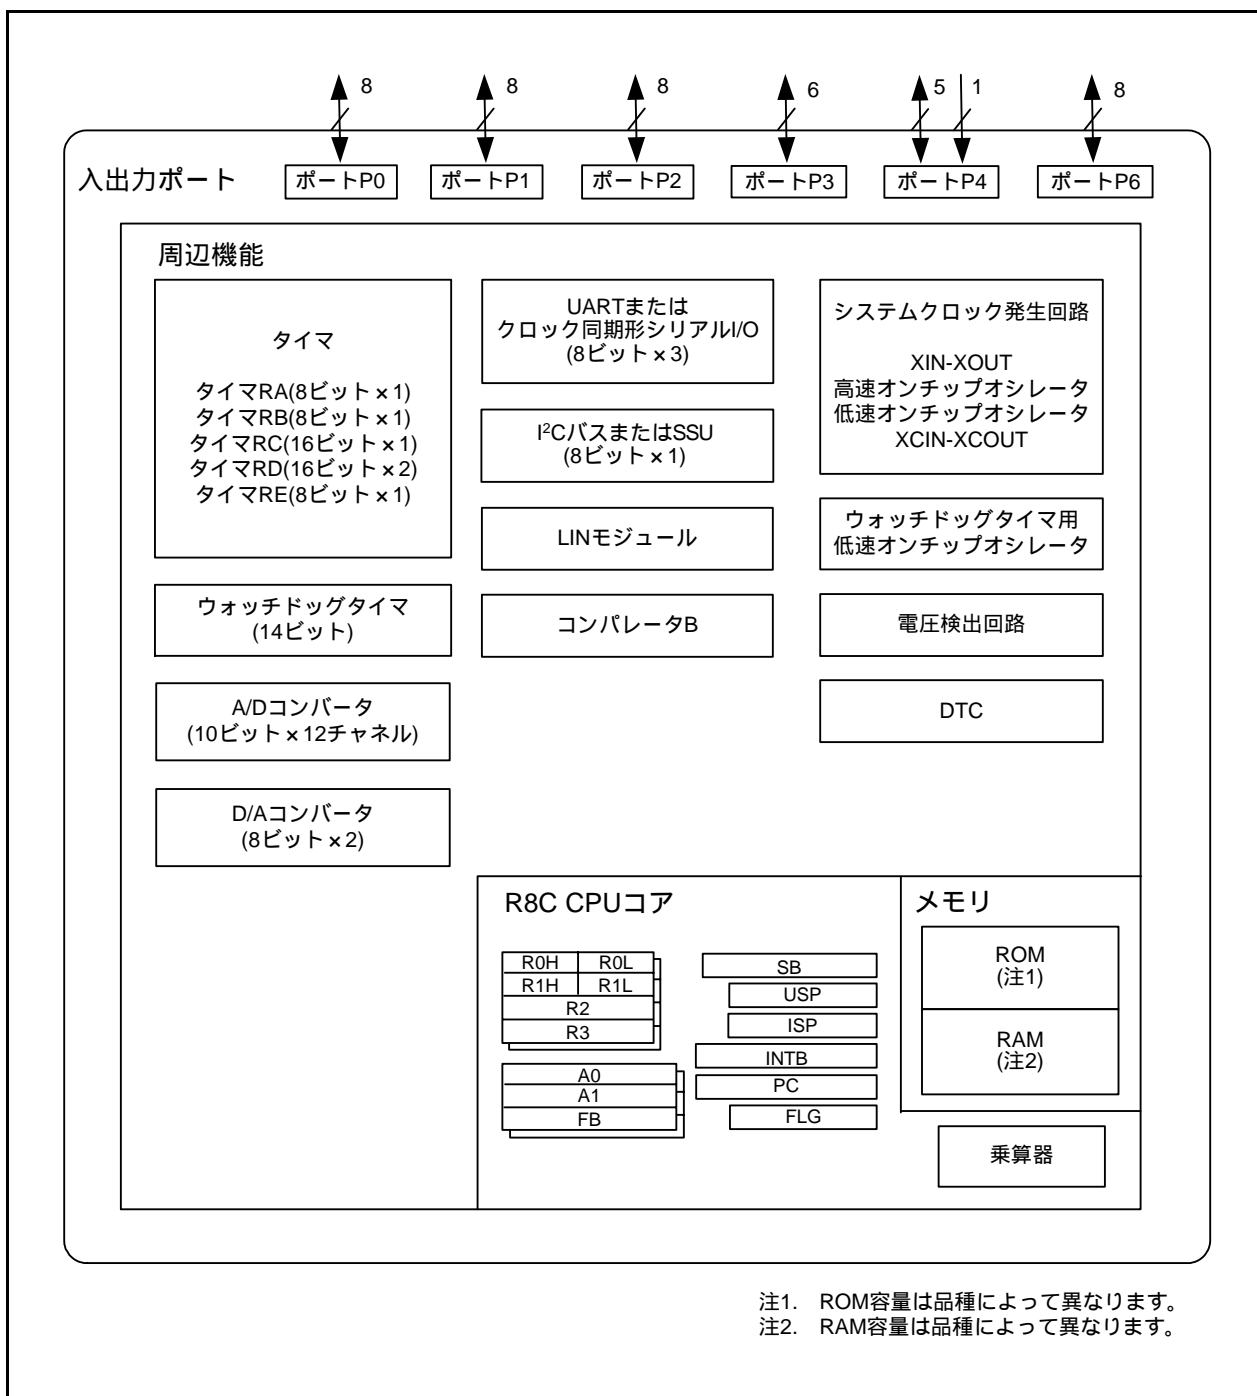 8
8
8
6
5
1
8
入出力ポート
ポートP0
ポートP1
ポートP2
ポートP3
ポートP4
ポートP6
周辺機能
タイマ
タイマRA(8ビット×1)
タイマRB(8ビット×1)
タイマRC(16ビット×1)
タイマRD(16ビット×2)
タイマRE(8ビット×1)
ウォッチドッグタイマ
(14ビット)
A/Dコンバータ
(10ビット×12チャネル)
D/Aコンバータ
(8ビット×2)
UARTまたは
クロック同期形シリアルI/O
(8ビット×3)
I²CバスまたはSSU
(8ビット×1)
LINモジュール
コンパレータB
システムクロック発生回路
XIN-XOUT
高速オンチップオシレータ
低速オンチップオシレータ
XCIN-XCOUT
ウォッチドッグタイマ用
低速オンチップオシレータ
電圧検出回路
DTC
R8C CPUコア
R0H
R0L
R1H
R1L
R2
R3
A0
A1
FB
SB
USP
ISP
INTB
PC
FLG
メモリ
ROM
(注1)
RAM
(注2)
乗算器
注1. ROM容量は品種によって異なります。
注2. RAM容量は品種によって異なります。